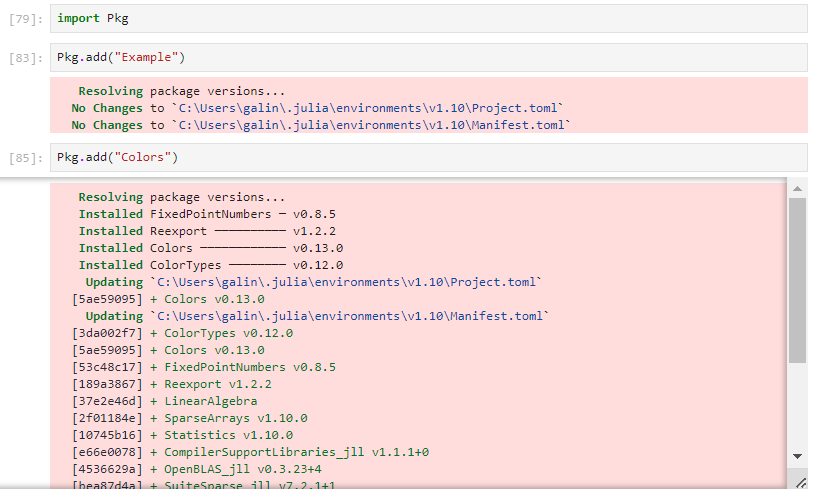 [79]: import Pkg
[83]: Pkg.add("Example")
Resolving package versions...
No Changes to `C:\Users\galin\.julia\environments\v1.10\Project.toml`
No Changes to `C:\Users\galin\.julia\environments\v1.10\Manifest.toml`
[85]: Pkg.add("Colors")
Resolving package versions...
Installed FixedPointNumbers ─ v0.8.5
Installed Reexport ────────── v1.2.2
Installed Colors ──────────── v0.13.0
Installed ColorTypes ──────── v0.12.0
Updating `C:\Users\galin\.julia\environments\v1.10\Project.toml`
[5ae59095] + Colors v0.13.0
Updating `C:\Users\galin\.julia\environments\v1.10\Manifest.toml`
[3da002f7] + ColorTypes v0.12.0
[5ae59095] + Colors v0.13.0
[53c48c17] + FixedPointNumbers v0.8.5
[189a3867] + Reexport v1.2.2
[37e2e46d] + LinearAlgebra
[2f01184e] + SparseArrays v1.10.0
[10745b16] + Statistics v1.10.0
[e66e0078] + CompilerSupportLibraries_jll v1.1.1+0
[4536629a] + OpenBLAS_jll v0.3.23+4
[bea87d4a] + SuiteSparse_jll v7.2.1+1